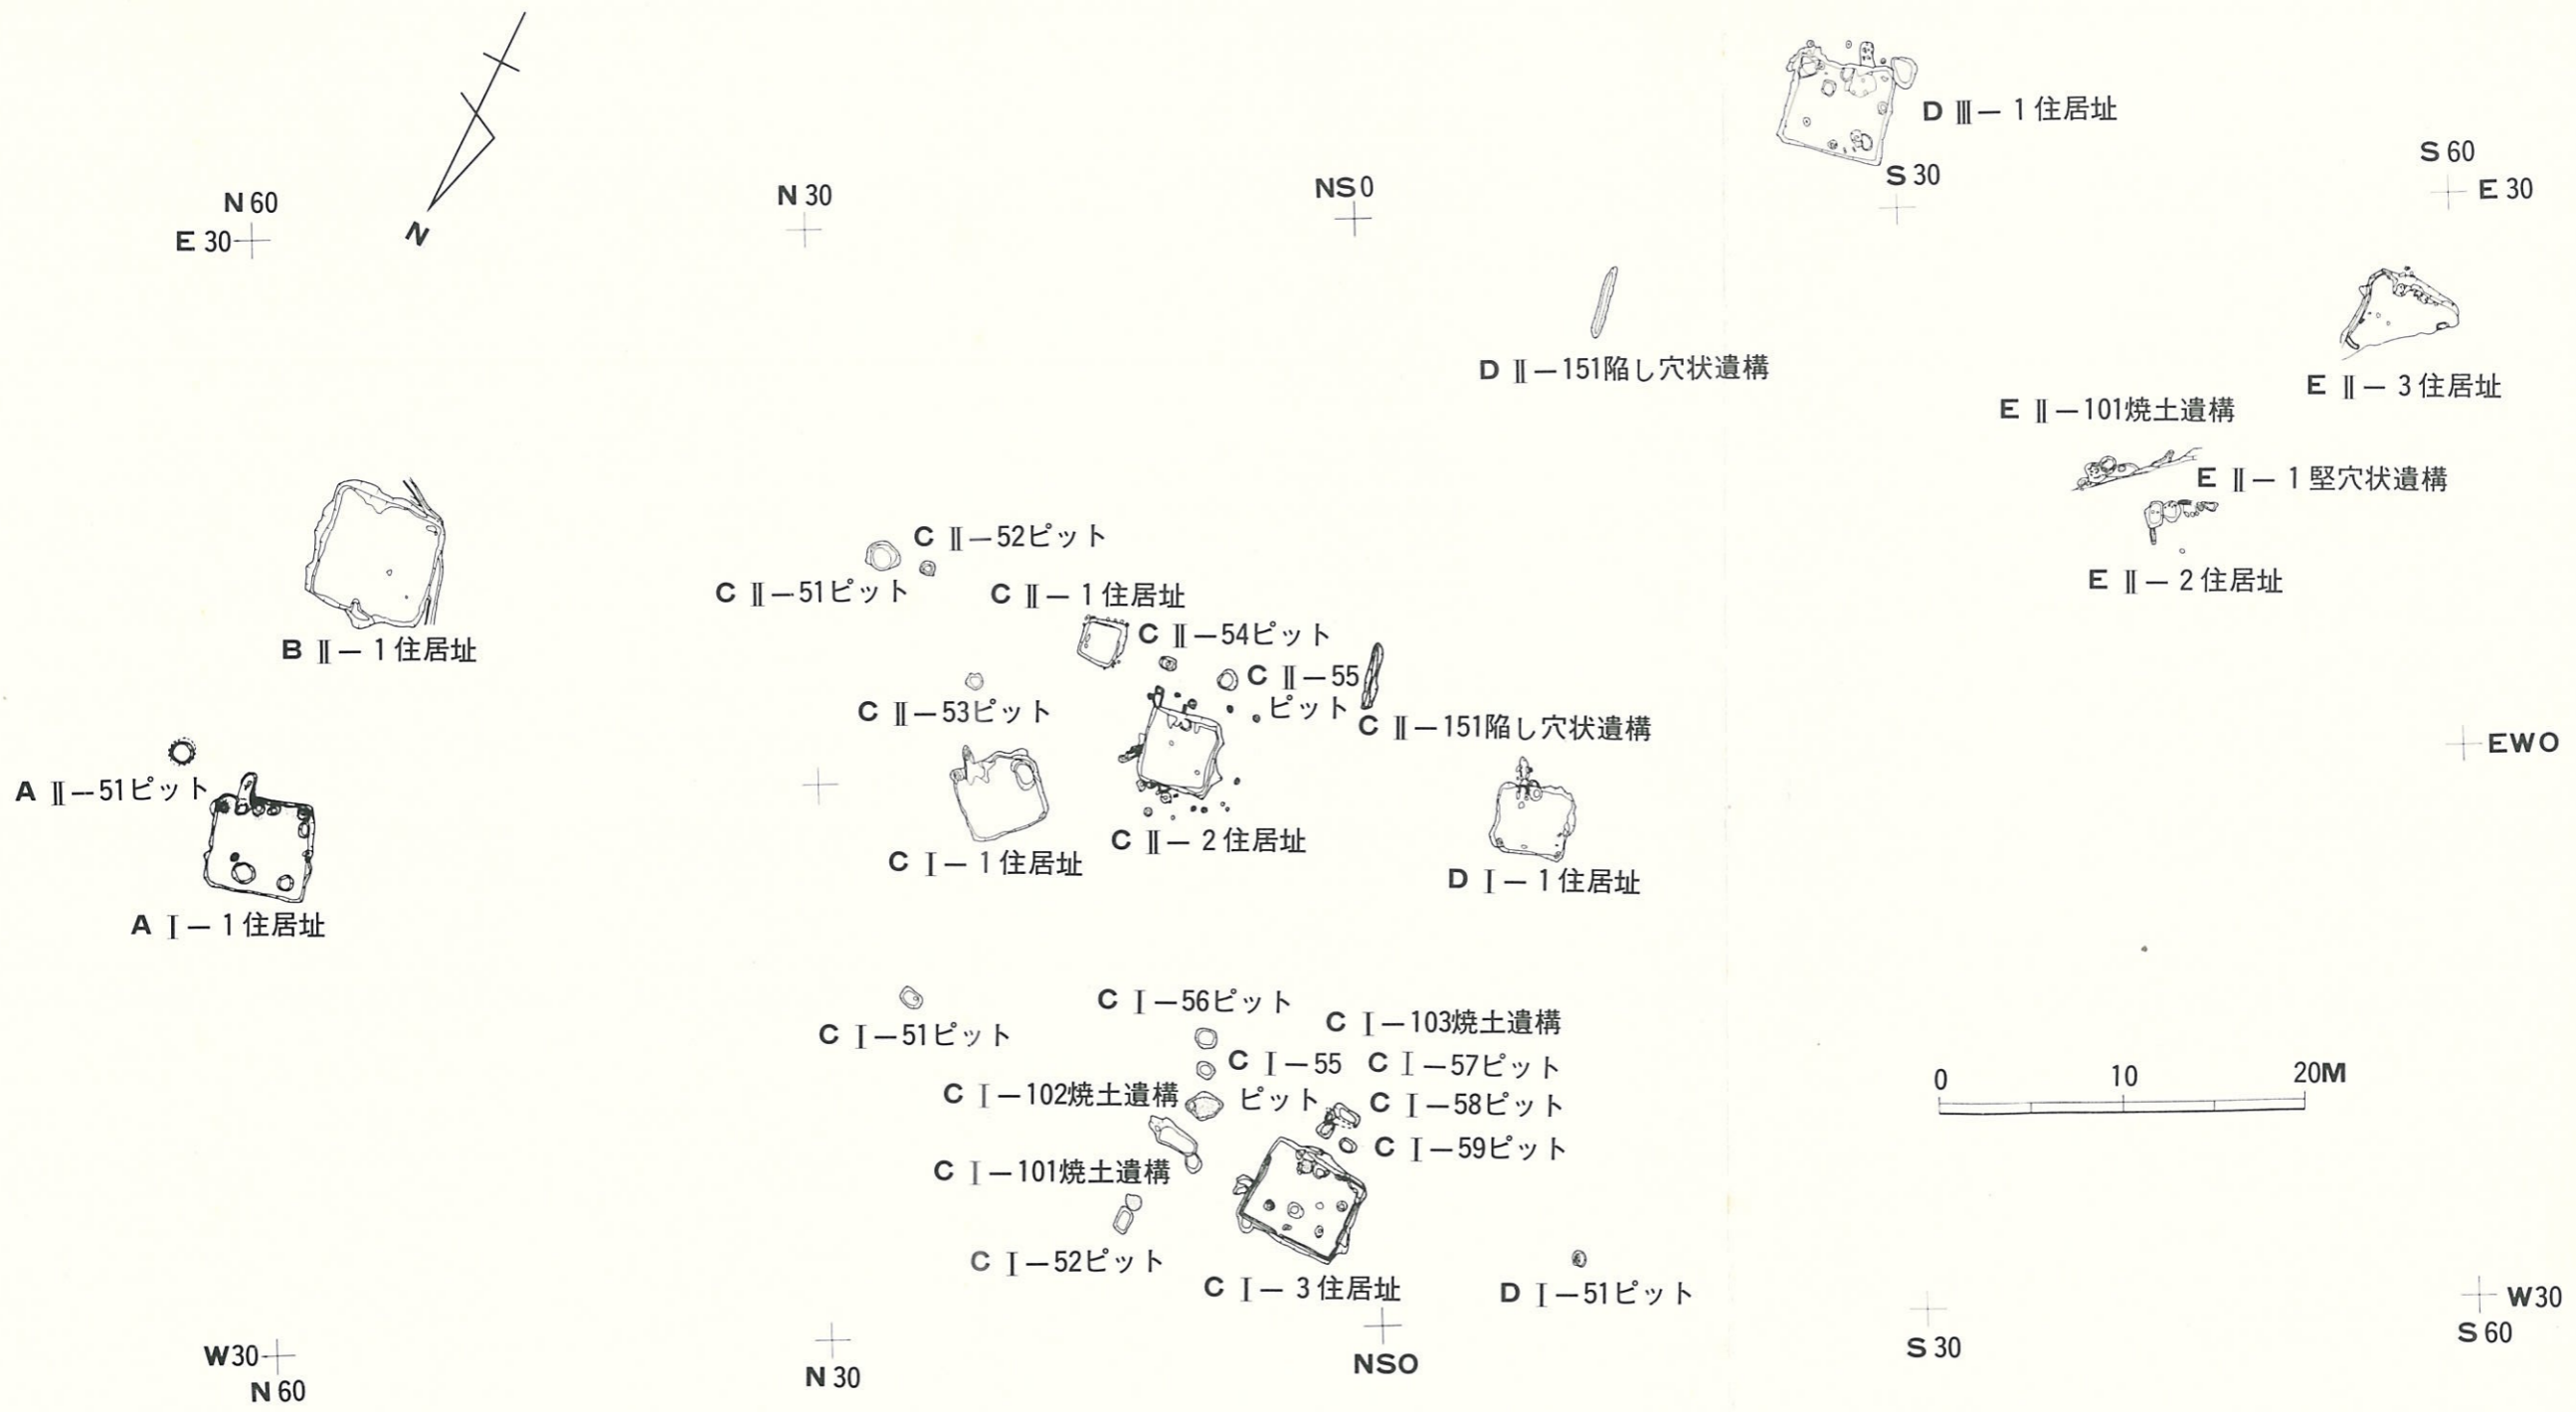 D Ⅲ－1住居址
S 60
E 30
S 30
NS 0
N 30
N 60
E 30
N
D Ⅱ－151陥し穴状遺構
E Ⅱ－3住居址
E Ⅱ－101焼土遺構
E Ⅱ－1堅穴状遺構
E Ⅱ－2住居址
C Ⅱ－52ピット
C Ⅱ－51ピット
C Ⅱ－1住居址
C Ⅱ－54ピット
B Ⅱ－1住居址
C Ⅱ－55
ピット
C Ⅱ－53ピット
C Ⅱ－151陥し穴状遺構
EWO
A Ⅱ－51ピット
C Ⅱ－2住居址
C Ⅰ－1住居址
D Ⅰ－1住居址
A Ⅰ－1住居址
C Ⅰ－56ピット
C Ⅰ－103焼土遺構
C Ⅰ－51ピット
C Ⅰ－55
ピット
C Ⅰ－57ピット
C Ⅰ－102焼土遺構
C Ⅰ－58ピット
C Ⅰ－59ピット
0 10 20M
C Ⅰ－101焼土遺構
C Ⅰ－52ピット
C Ⅰ－3住居址
D Ⅰ－51ピット
W30
S 60
S 30
NSO
N 30
W30
N 60